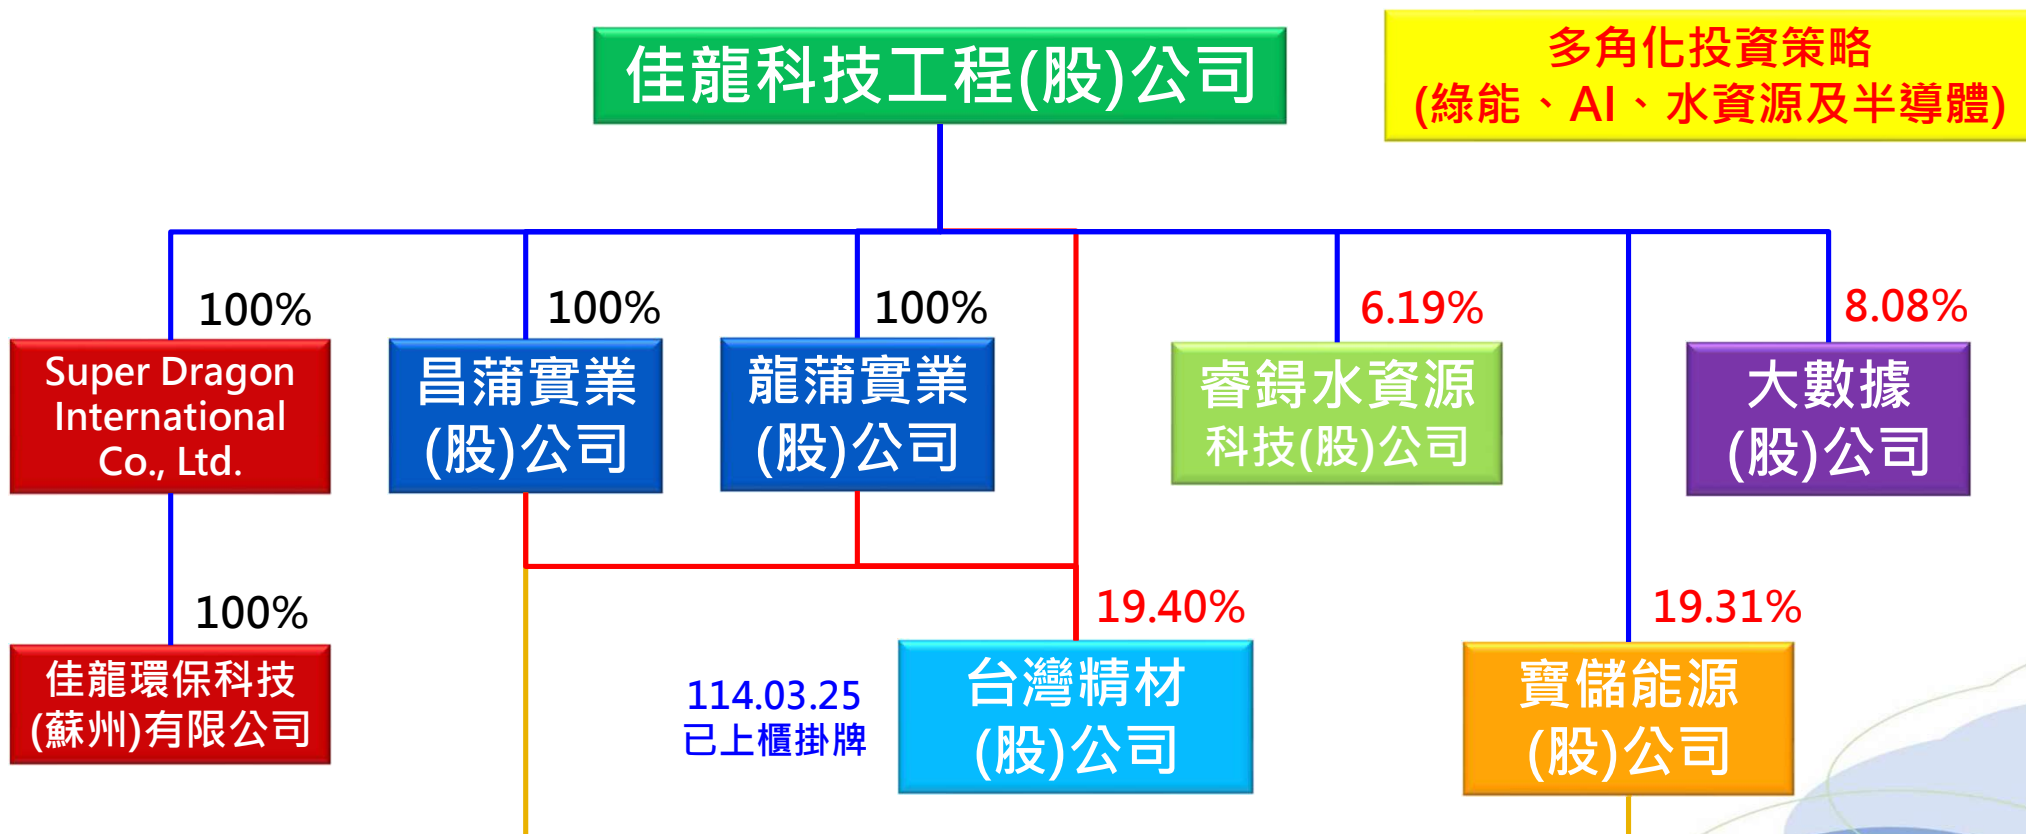 佳龍科技工程(股)公司
多角化投資策略
(綠能、AI、水資源及半導體)
100%
100%
100%
6.19%
8.08%
Super Dragon
International
Co., Ltd.
昌蒲實業
(股)公司
龍蒲實業
(股)公司
睿鍀水資源
科技(股)公司
大數據
(股)公司
100%
19.40%
19.31%
佳龍環保科技
(蘇州)有限公司
114.03.25
已上櫃掛牌
台灣精材
(股)公司
寶儲能源
(股)公司